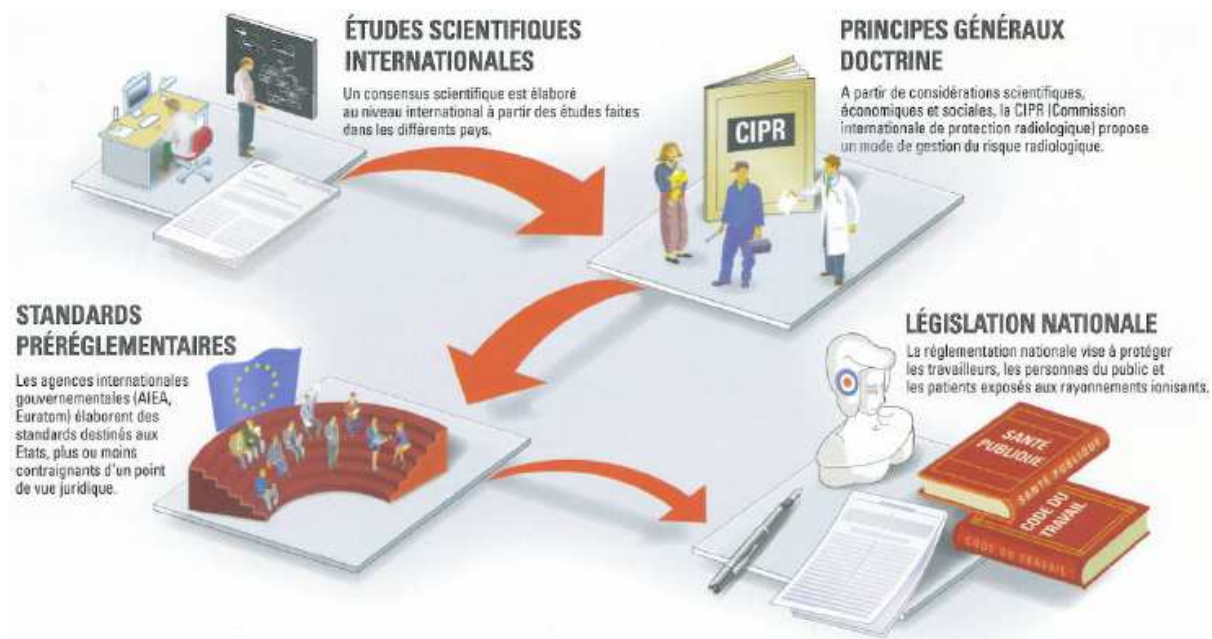 ÉTUDES SCIENTIFIQUES
INTERNATIONALES
Un consensus scientifique est élaboré
au niveau international à partir des études faites
dans les différents pays.
PRINCIPES GÉNÉRAUX
DOCTRINE
A partir de considérations scientifiques,
économiques et sociales, la CIPR (Commission
internationale de protection radiologique) propose
un mode de gestion du risque radiologique.
CIPR
STANDARDS
PRÉRÉGLEMENTAIRES
Les agences internationales
gouvernementales (AIEA,
Euratom) élaborent des
standards destinés aux
Etats, plus ou moins
contraignants d'un point
de vue juridique.
LÉGISLATION NATIONALE
La réglementation nationale vise à protéger
les travailleurs, les personnes du public et
les patients exposés aux rayonnements ionisants.
SANTÉ
PUBLIQUE
SANTÉ PUBLIQUE
CODE DU
TRAVAIL
CODE DU TRAVAIL